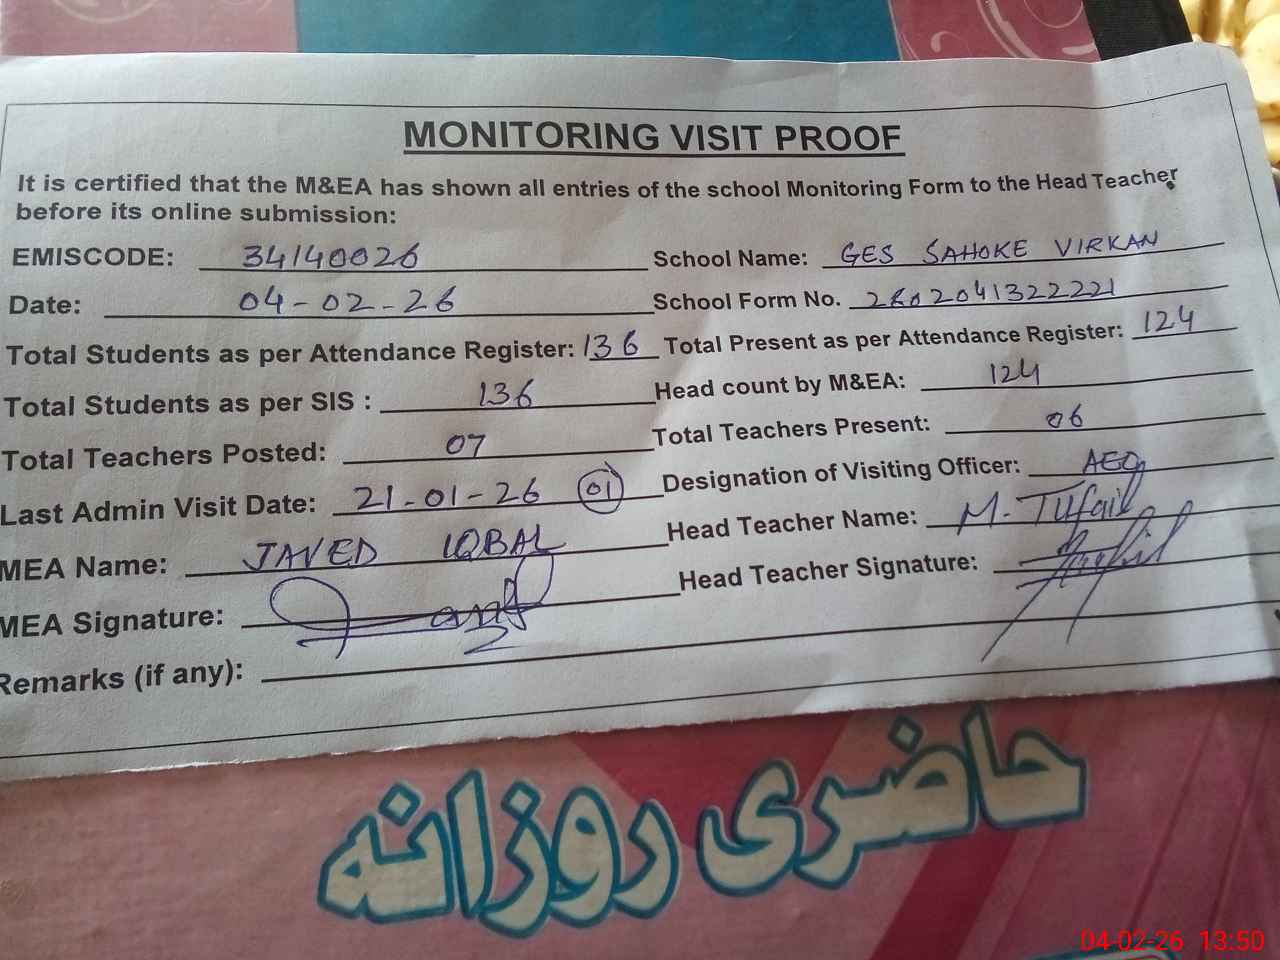 MONITORING VISIT PROOF
It is certified that the M&EA has shown all entries of the school Monitoring Form to the Head Teacher
before its online submission:
EMISCODE: 34140026 School Name: GES SAHOKE VIRKAN
Date: 04-02-26 School Form No. 2602041322221
Total Students as per Attendance Register: 136 Total Present as per Attendance Register: 124
Total Students as per SIS : 136 Head count by M&EA: 124
Total Teachers Posted: 07 Total Teachers Present: 06
Last Admin Visit Date: 21-01-26 01 Designation of Visiting Officer: AEO
MEA Name: JAVED IQBAL Head Teacher Name: M. Tufail
MEA Signature: Head Teacher Signature:
Remarks (if any):
حاضری روزانہ
04-02-26 13:50